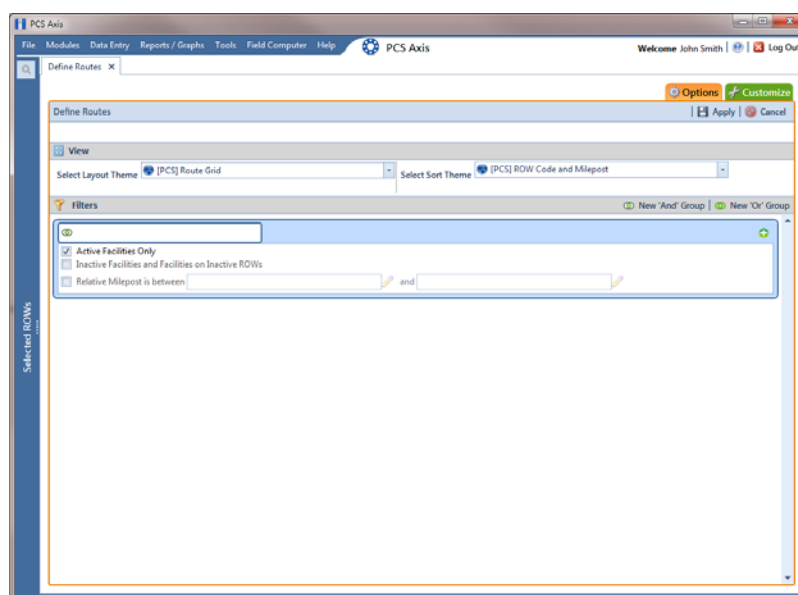 PCS Axis
File Modules Data Entry Reports / Graphs Tools Field Computer Help PCS Axis Welcome John Smith Log Out
Define Routes X
Options Customize
Define Routes Apply Cancel
View
Select Layout Theme [PCS] Route Grid Select Sort Theme [PCS] ROW Code and Milepost
Filters New 'And' Group New 'Or' Group
Active Facilities Only
Inactive Facilities and Facilities on Inactive ROWs
Relative Milepost is between and
Selected ROWs